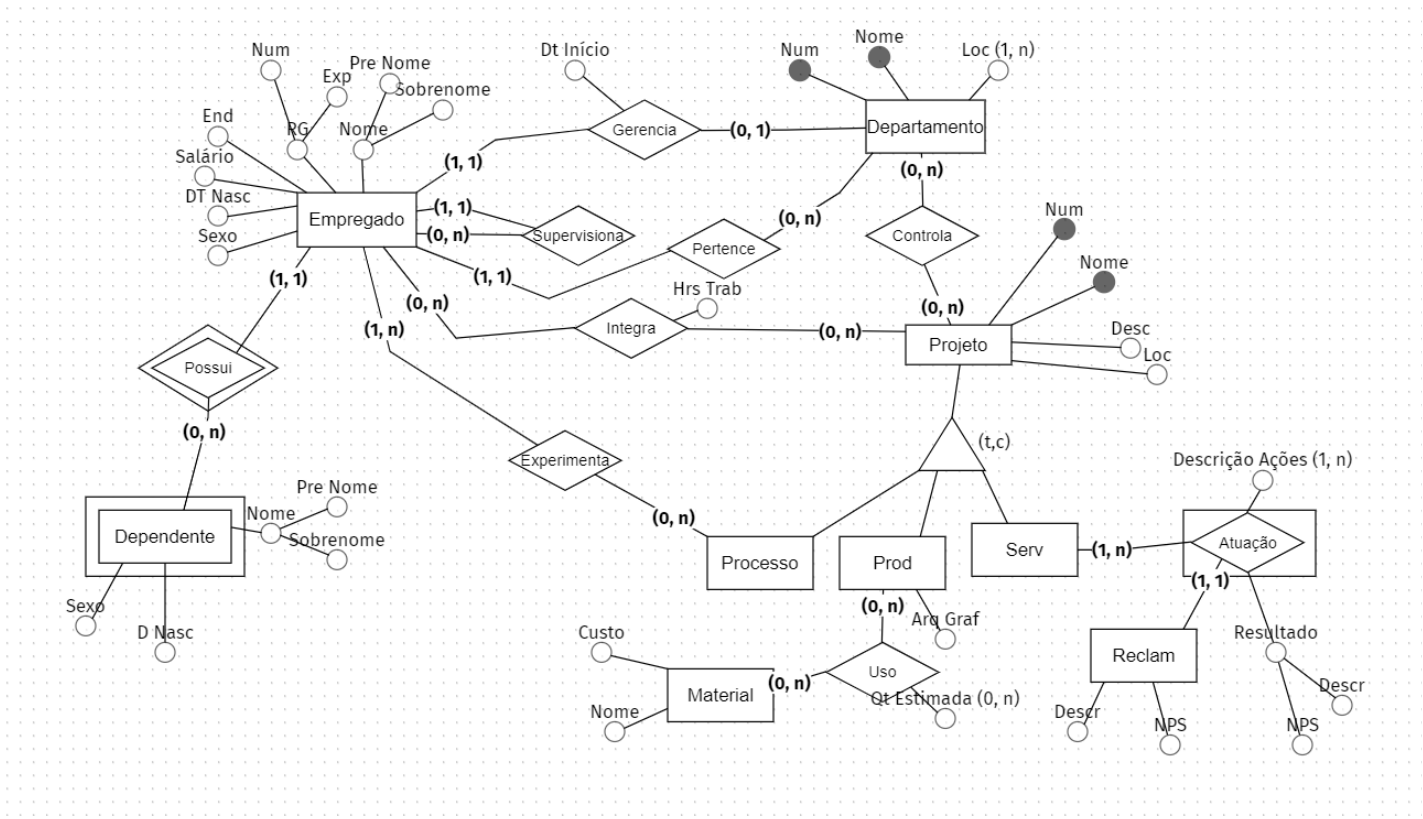 Nome
Dt Início
Num
Loc (1, n)
Num
Pre Nome
Exp
Sobrenome
End
RG
Nome
Gerencia
(0, 1)
Departamento
Salário
(1, 1)
(0, n)
DT Nasc
Empregado
(1, 1)
(0, n)
Num
Sexo
(0, n)
Supervisiona
Pertence
Controla
Nome
(1, 1)
(1, 1)
Hrs Trab
(0, n)
(0, n)
(1, n)
Integra
(0, n)
Projeto
Desc
Loc
Possui
(0, n)
(t,c)
Experimenta
Descrição Ações (1, n)
Pre Nome
Nome
(0, n)
Dependente
Sobrenome
Processo
Prod
Serv
(1, n)
Atuação
(1, 1)
Sexo
D Nasc
(0, n)
Arq Graf
Custo
Resultado
Reclam
Uso
Material
(0, n)
Qt Estimada (0, n)
Descr
Nome
Descr
NPS
NPS